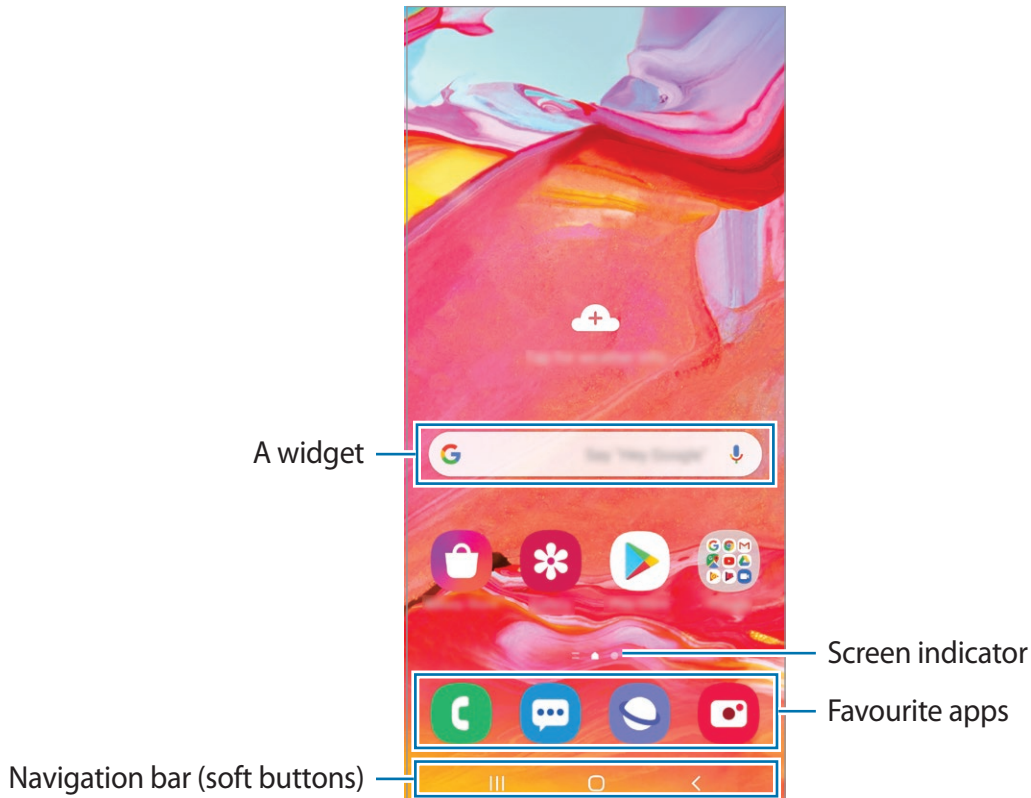 A widget
Screen indicator
Favourite apps
Navigation bar (soft buttons)